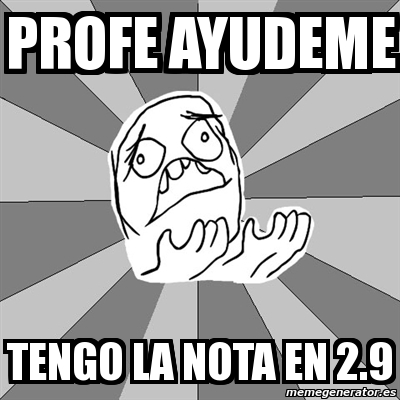 PROFE AYUDEME
TENGO LA NOTA EN 2.9
memegenerator.es